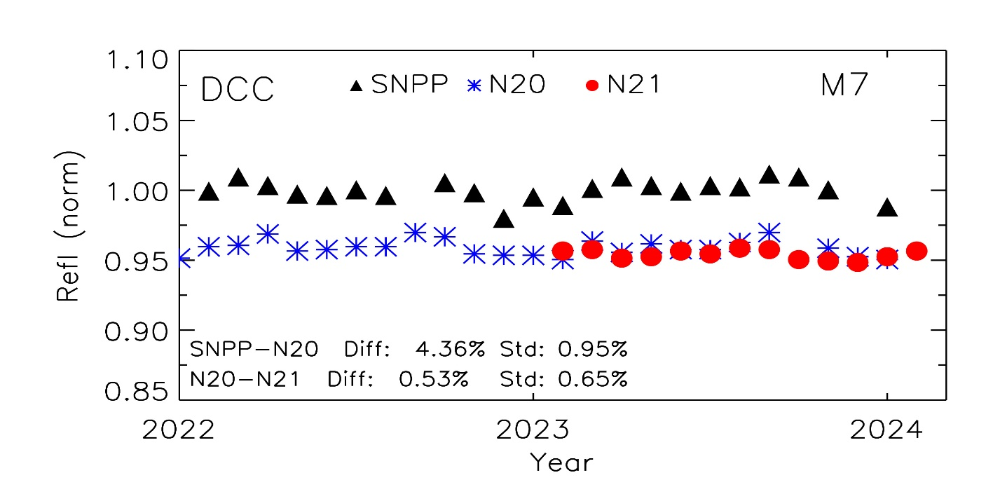 1.10
DCC SNPP N20 N21 M7
1.05
1.00
0.95
0.90
0.85
Refl (norm)
SNPP-N20 Diff: 4.36% Std: 0.95%
N20-N21 Diff: 0.53% Std: 0.65%
2022 2023 2024
Year